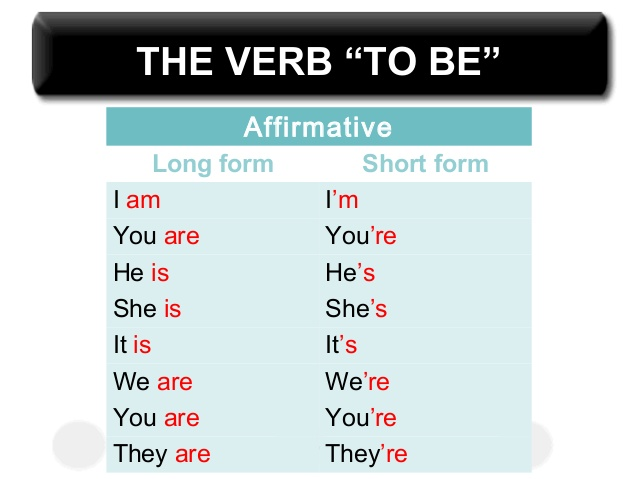 THE VERB “TO BE”
Affirmative
Long form Short form
I am I’m
You are You’re
He is He’s
She is She’s
It is It’s
We are We’re
You are You’re
They are They’re